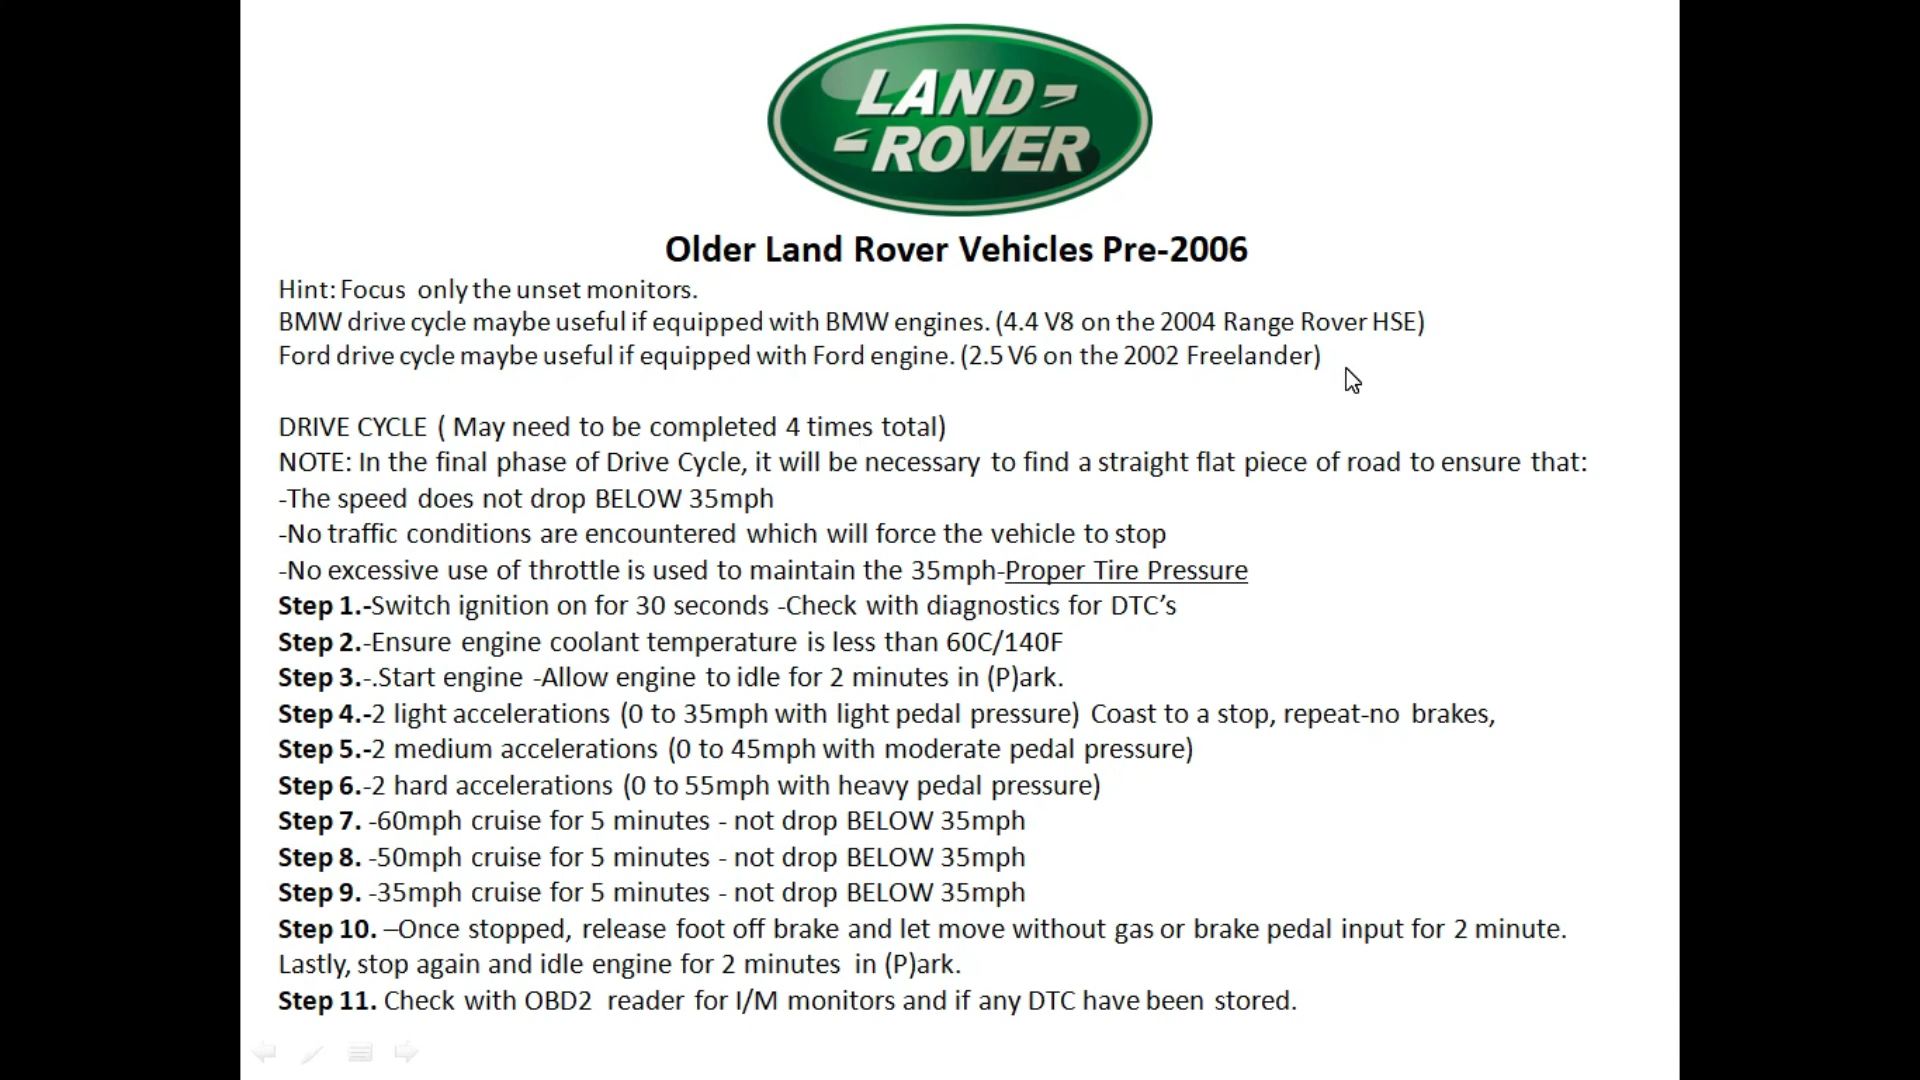 LAND
ROVER
Older Land Rover Vehicles Pre-2006
Hint: Focus only the unset monitors.
BMW drive cycle maybe useful if equipped with BMW engines. (4.4 V8 on the 2004 Range Rover HSE)
Ford drive cycle maybe useful if equipped with Ford engine. (2.5 V6 on the 2002 Freelander)
DRIVE CYCLE ( May need to be completed 4 times total)
NOTE: In the final phase of Drive Cycle, it will be necessary to find a straight flat piece of road to ensure that:
-The speed does not drop BELOW 35mph
-No traffic conditions are encountered which will force the vehicle to stop
-No excessive use of throttle is used to maintain the 35mph-Proper Tire Pressure
Step 1.-Switch ignition on for 30 seconds -Check with diagnostics for DTC’s
Step 2.-Ensure engine coolant temperature is less than 60C/140F
Step 3.-.Start engine -Allow engine to idle for 2 minutes in (P)ark.
Step 4.-2 light accelerations (0 to 35mph with light pedal pressure) Coast to a stop, repeat-no brakes,
Step 5.-2 medium accelerations (0 to 45mph with moderate pedal pressure)
Step 6.-2 hard accelerations (0 to 55mph with heavy pedal pressure)
Step 7. -60mph cruise for 5 minutes - not drop BELOW 35mph
Step 8. -50mph cruise for 5 minutes - not drop BELOW 35mph
Step 9. -35mph cruise for 5 minutes - not drop BELOW 35mph
Step 10. –Once stopped, release foot off brake and let move without gas or brake pedal input for 2 minute.
Lastly, stop again and idle engine for 2 minutes in (P)ark.
Step 11. Check with OBD2 reader for I/M monitors and if any DTC have been stored.